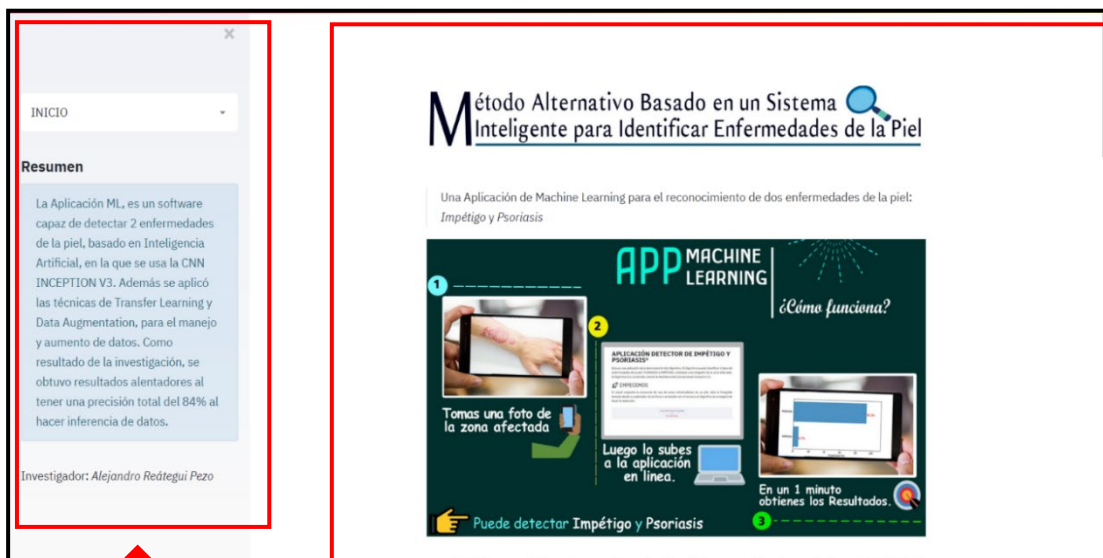 ×
INICIO
Resumen
La Aplicación ML, es un software
capaz de detectar 2 enfermedades
de la piel, basado en Inteligencia
Artificial, en la que se usa la CNN
INCEPTION V3. Además se aplicó
las técnicas de Transfer Learning y
Data Augmentation, para el manejo
y aumento de datos. Como
resultado de la investigación, se
obtuvo resultados alentadores al
tener una precisión total del 84% al
hacer inferencia de datos.
Investigador: Alejandro Reátegui Pezo
Método Alternativo Basado en un Sistema
Inteligente para Identificar Enfermedades de la Piel
Una Aplicación de Machine Learning para el reconocimiento de dos enfermedades de la piel:
Impétigo y Psoriasis
APP MACHINE
LEARNING
¿Cómo funciona?
1
Tomas una foto de
la zona afectada
2
APLICACIÓN DETECTOR DE IMPÉTIGO Y
PSORIASIS*
EMPECEMOS
Luego lo subes
a la aplicación
en linea.
En un 1 minuto
obtienes los Resultados.
3
Puede detectar Impétigo y Psoriasis